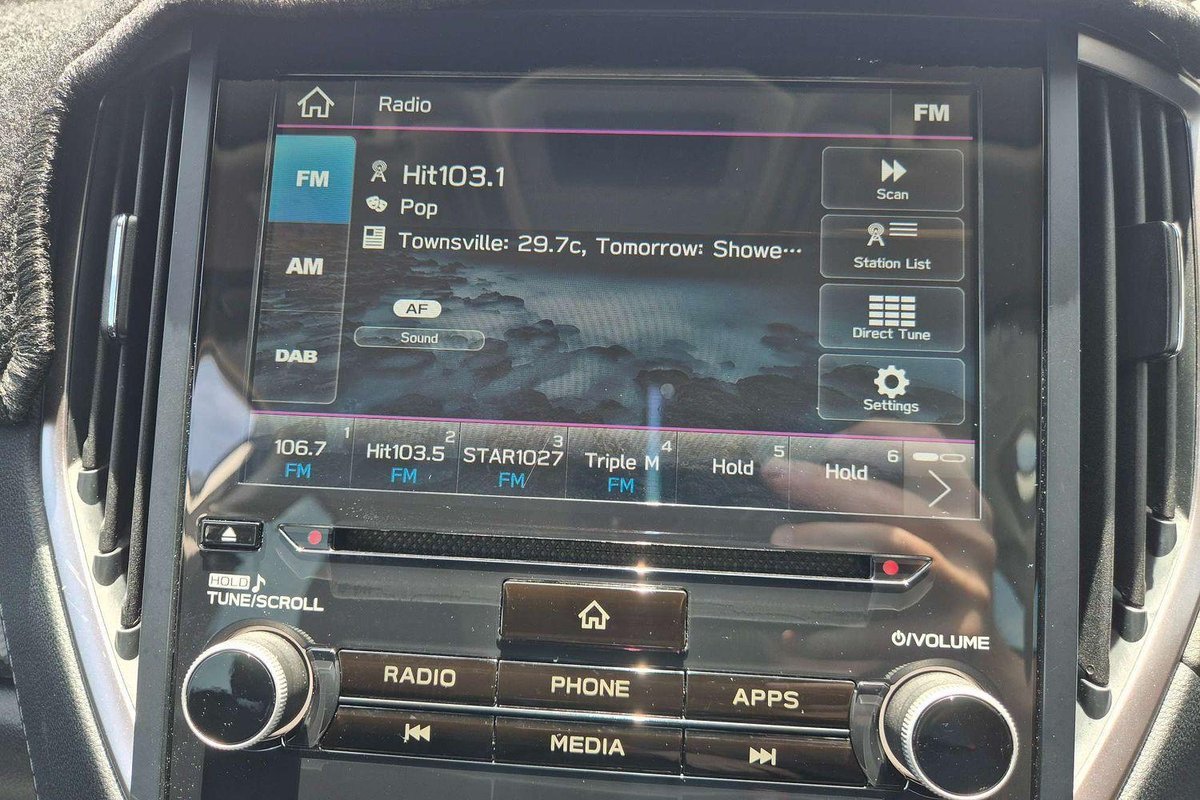 Radio
FM
FM
Hit103.1
Scan
Pop
Townsville: 29.7c, Tomorrow: Showe…
Station List
AM
AF
Sound
Direct Tune
DAB
Settings
106.7 1
FM
Hit103.5 2
FM
STAR1027 3
FM
Triple M 4
FM
Hold 5
Hold 6
HOLD
TUNE/SCROLL
/VOLUME
RADIO
PHONE
APPS
MEDIA